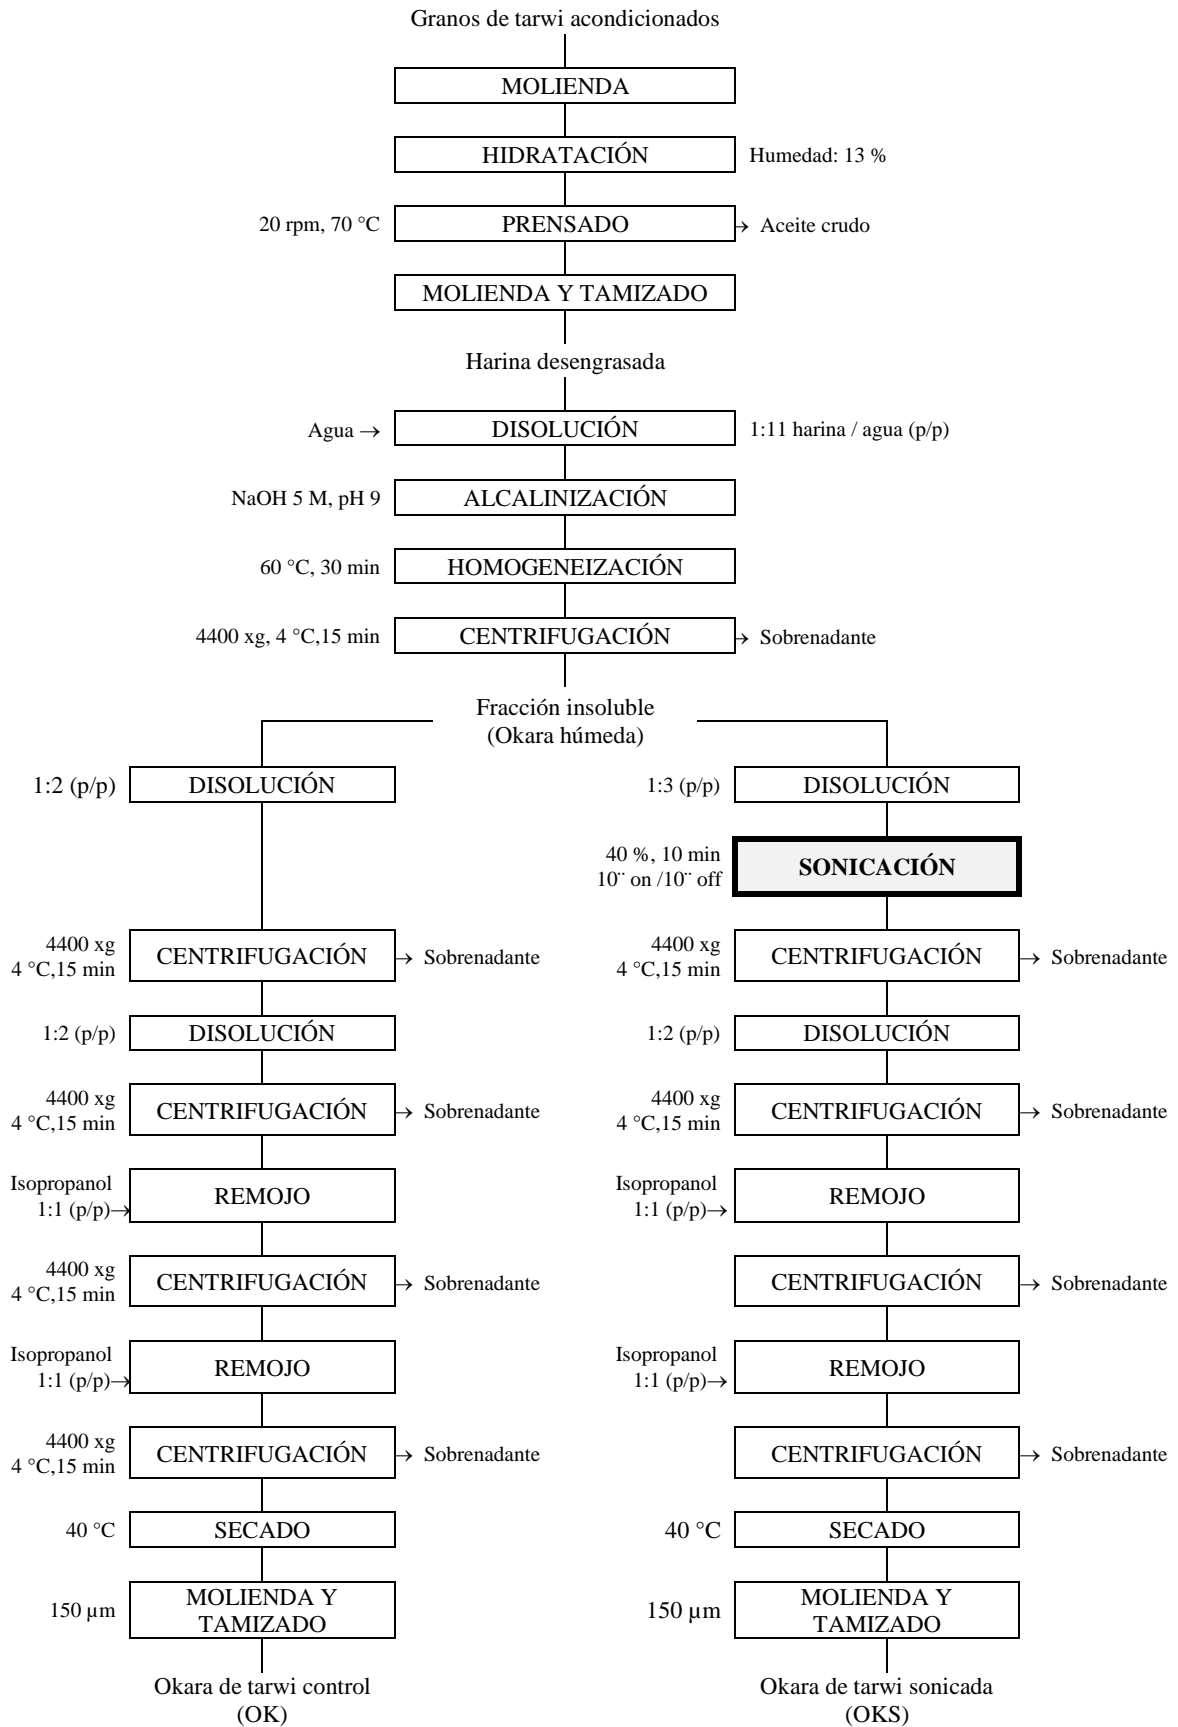 Granos de tarwi acondicionados
MOLIENDA
HIDRATACIÓN
Humedad: 13 %
20 rpm, 70 °C
PRENSADO
→ Aceite crudo
MOLIENDA Y TAMIZADO
Harina desengrasada
Agua →
DISOLUCIÓN
1:11 harina / agua (p/p)
NaOH 5 M, pH 9
ALCALINIZACIÓN
60 °C, 30 min
HOMOGENEIZACIÓN
4400 xg, 4 °C,15 min
CENTRIFUGACIÓN
→ Sobrenadante
Fracción insoluble
(Okara húmeda)
1:2 (p/p)
DISOLUCIÓN
1:3 (p/p)
DISOLUCIÓN
40 %, 10 min
10¨ on /10¨ off
SONICACIÓN
4400 xg
4 °C,15 min
CENTRIFUGACIÓN
→ Sobrenadante
4400 xg
4 °C,15 min
CENTRIFUGACIÓN
→ Sobrenadante
1:2 (p/p)
DISOLUCIÓN
1:2 (p/p)
DISOLUCIÓN
4400 xg
4 °C,15 min
CENTRIFUGACIÓN
→ Sobrenadante
4400 xg
4 °C,15 min
CENTRIFUGACIÓN
→ Sobrenadante
Isopropanol
1:1 (p/p)→
REMOJO
Isopropanol
1:1 (p/p)→
REMOJO
4400 xg
4 °C,15 min
CENTRIFUGACIÓN
→ Sobrenadante
CENTRIFUGACIÓN
→ Sobrenadante
Isopropanol
1:1 (p/p)→
REMOJO
Isopropanol
1:1 (p/p)→
REMOJO
4400 xg
4 °C,15 min
CENTRIFUGACIÓN
→ Sobrenadante
CENTRIFUGACIÓN
→ Sobrenadante
40 °C
SECADO
40 °C
SECADO
150 µm
MOLIENDA Y
TAMIZADO
150 µm
MOLIENDA Y
TAMIZADO
Okara de tarwi control
(OK)
Okara de tarwi sonicada
(OKS)